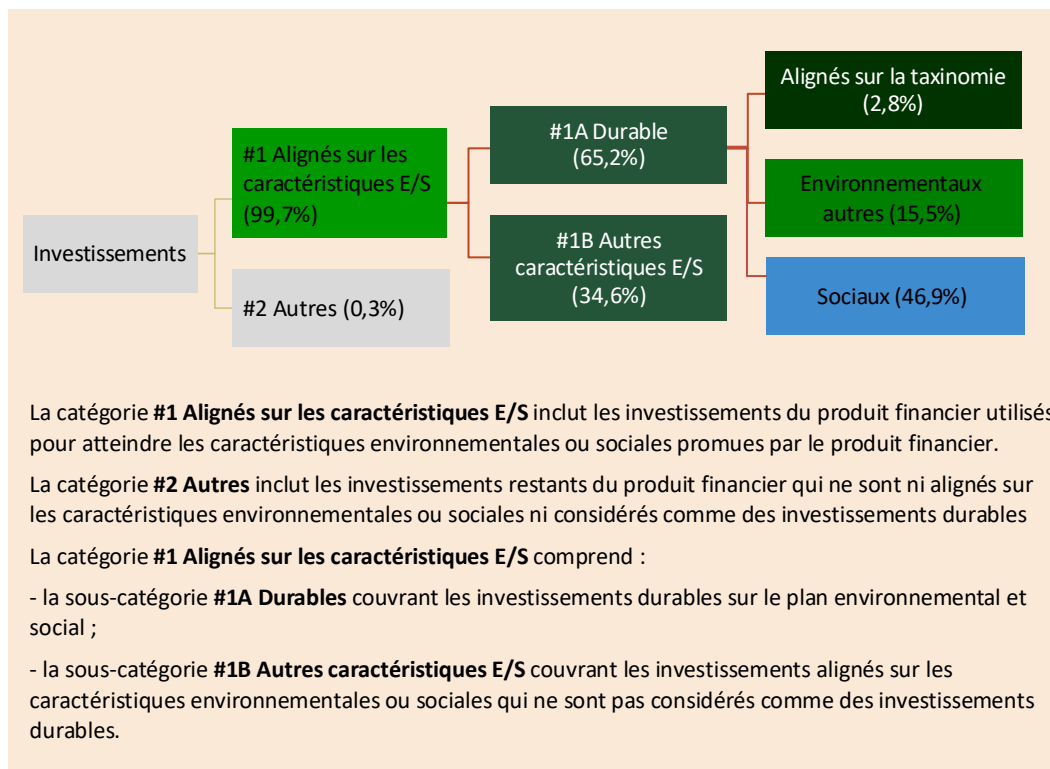 Alignés sur la taxinomie
(2,8%)
#1A Durable
(65,2%)
#1 Alignés sur les
caractéristiques E/S
(99,7%)
Environnementaux
autres (15,5%)
Investissements
#1B Autres
caractéristiques E/S
(34,6%)
#2 Autres (0,3%)
Sociaux (46,9%)
La catégorie #1 Alignés sur les caractéristiques E/S inclut les investissements du produit financier utilisés
pour atteindre les caractéristiques environnementales ou sociales promues par le produit financier.
La catégorie #2 Autres inclut les investissements restants du produit financier qui ne sont ni alignés sur
les caractéristiques environnementales ou sociales ni considérés comme des investissements durables
La catégorie #1 Alignés sur les caractéristiques E/S comprend :
- la sous-catégorie #1A Durables couvrant les investissements durables sur le plan environnemental et
social ;
- la sous-catégorie #1B Autres caractéristiques E/S couvrant les investissements alignés sur les
caractéristiques environnementales ou sociales qui ne sont pas considérés comme des investissements
durables.